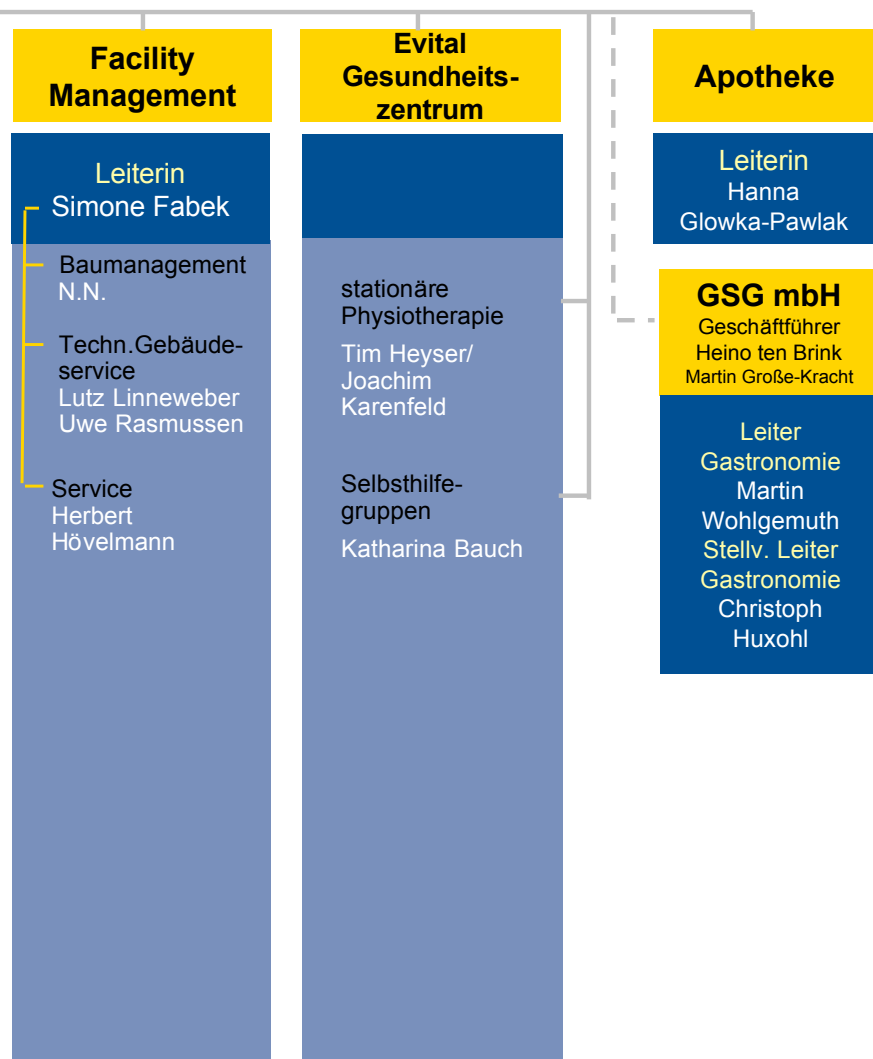 Facility
Management
Leiterin
Simone Fabek
Baumanagement
N.N.
Techn.Gebäude-
service
Lutz Linneweber
Uwe Rasmussen
Service
Herbert
Hövelmann
Evital
Gesundheits-
zentrum
stationäre
Physiotherapie
Tim Heyser/
Joachim
Karenfeld
Selbsthilfe-
gruppen
Katharina Bauch
Apotheke
Leiterin
Hanna
Glowka-Pawlak
GSG mbH
Geschäftführer
Heino ten Brink
Martin Große-Kracht
Leiter
Gastronomie
Martin
Wohlgemuth
Stellv. Leiter
Gastronomie
Christoph
Huxohl